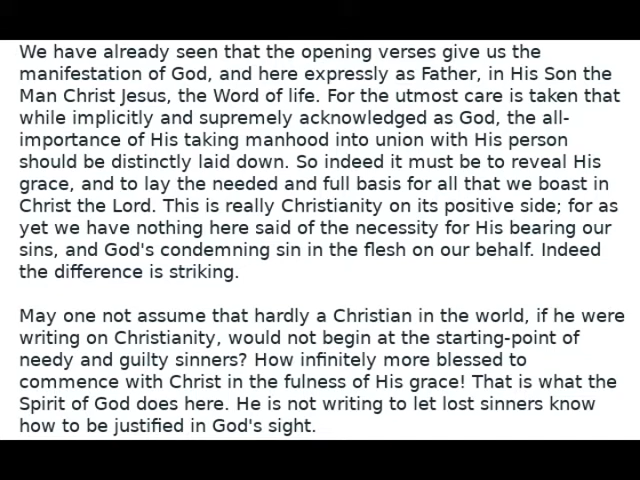 We have already seen that the opening verses give us the
manifestation of God, and here expressly as Father, in His Son the
Man Christ Jesus, the Word of life. For the utmost care is taken that
while implicitly and supremely acknowledged as God, the all-
importance of His taking manhood into union with His person
should be distinctly laid down. So indeed it must be to reveal His
grace, and to lay the needed and full basis for all that we boast in
Christ the Lord. This is really Christianity on its positive side; for as
yet we have nothing here said of the necessity for His bearing our
sins, and God's condemning sin in the flesh on our behalf. Indeed
the difference is striking.

May one not assume that hardly a Christian in the world, if he were
writing on Christianity, would not begin at the starting-point of
needy and guilty sinners? How infinitely more blessed to
commence with Christ in the fulness of His grace! That is what the
Spirit of God does here. He is not writing to let lost sinners know
how to be justified in God's sight.